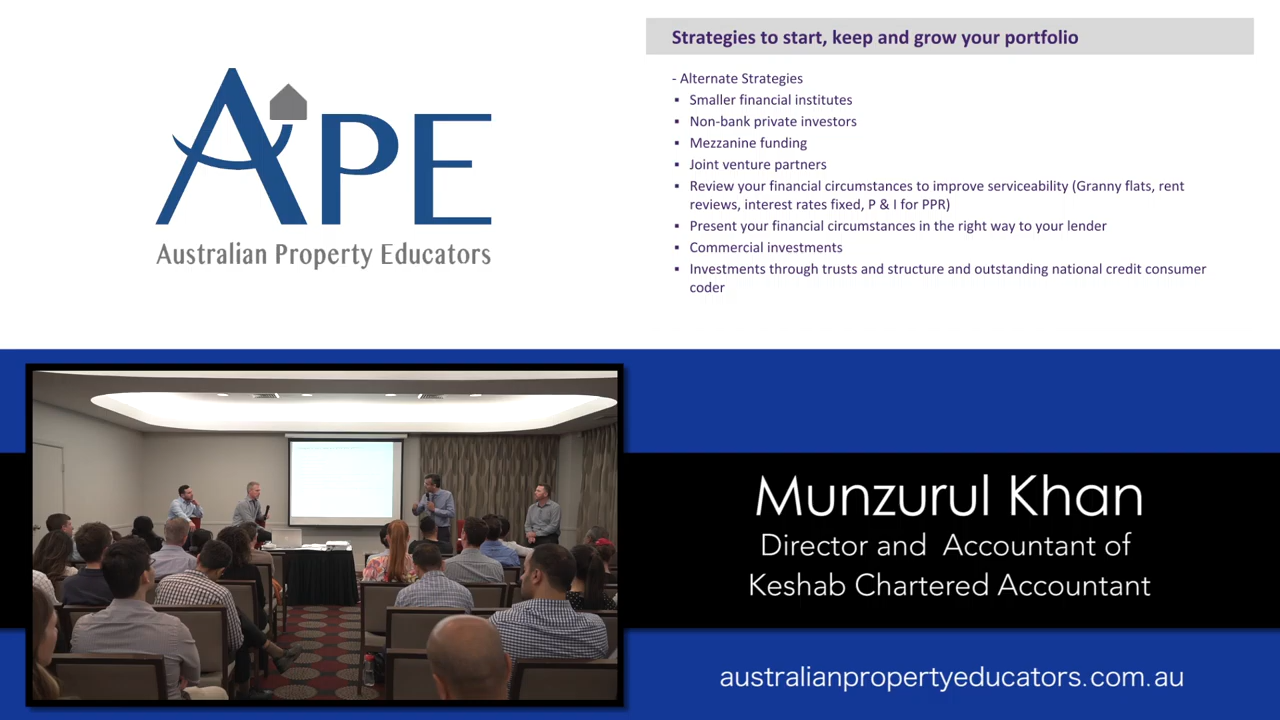 APE
Australian Property Educators
Strategies to start, keep and grow your portfolio
- Alternate Strategies
▪ Smaller financial institutes
▪ Non-bank private investors
▪ Mezzanine funding
▪ Joint venture partners
▪ Review your financial circumstances to improve serviceability (Granny flats, rent
reviews, interest rates fixed, P & I for PPR)
▪ Present your financial circumstances in the right way to your lender
▪ Commercial investments
▪ Investments through trusts and structure and outstanding national credit consumer
coder
Munzurul Khan
Director and Accountant of
Keshab Chartered Accountant
australianpropertyeducators.com.au